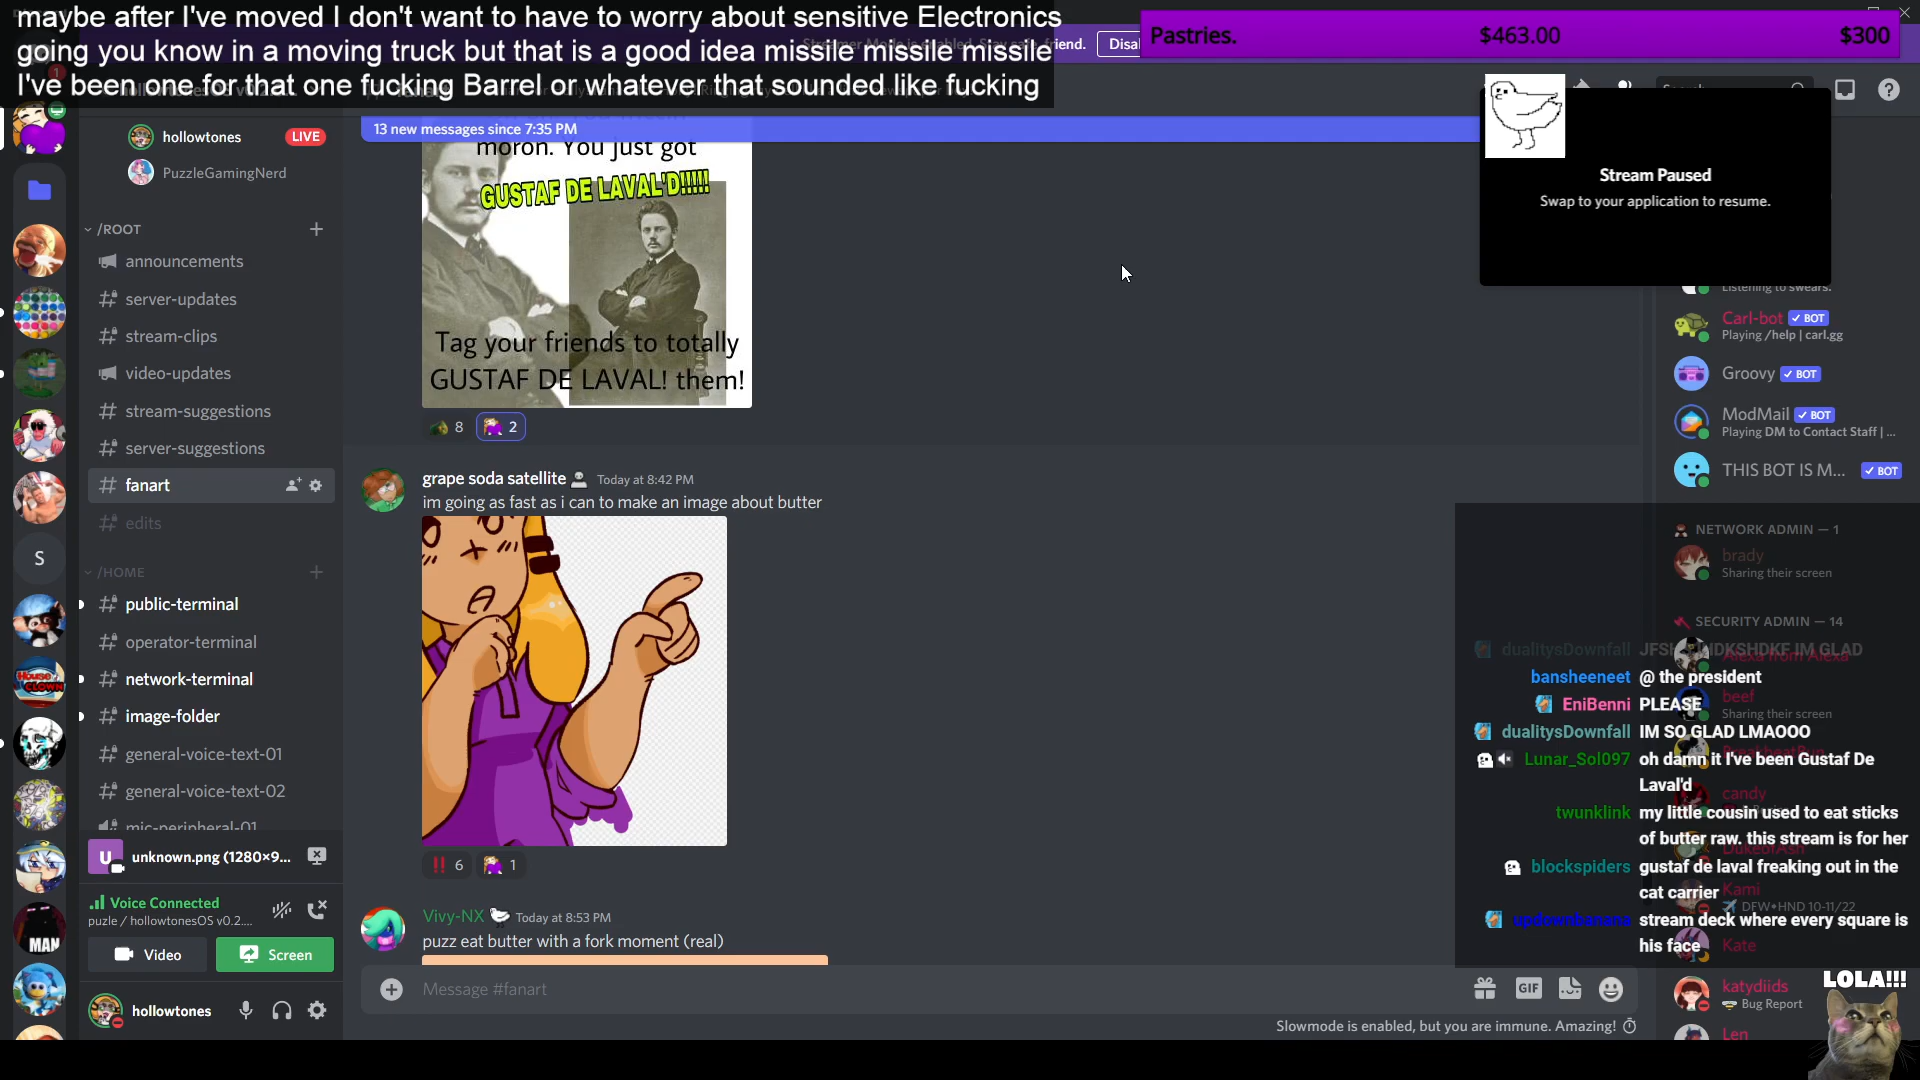 maybe after I've moved I don't want to have to worry about sensitive Electronics
going you know in a moving truck but that is a good idea missile missile missile
I've been one for that one fucking Barrel or whatever that sounded like fucking
friend.
Disa
Pastries.
$463.00
$300
hollowtones
LIVE
PuzzleGamingNerd
/ROOT
announcements
server-updates
stream-clips
video-updates
stream-suggestions
server-suggestions
fanart
edits
/HOME
public-terminal
operator-terminal
network-terminal
image-folder
general-voice-text-01
general-voice-text-02
mic-peripheral-01
S
MAN
unknown.png (1280×9...
Voice Connected
puzle / hollowtonesOS v0.2....
Video
Screen
hollowtones
13 new messages since 7:35 PM
moron. You just got
GUSTAF DE LAVAL'D!!!!!
Tag your friends to totally
GUSTAF DE LAVAL! them!
8
2
grape soda satellite Today at 8:42 PM
im going as fast as i can to make an image about butter
6
1
Vivy-NX Today at 8:53 PM
puzz eat butter with a fork moment (real)
Message #fanart
GIF
Slowmode is enabled, but you are immune. Amazing!
Stream Paused
Swap to your application to resume.
Listening to swears.
Carl-bot BOT
Playing /help | carl.gg
Groovy BOT
ModMail BOT
Playing DM to Contact Staff | ...
THIS BOT IS M... BOT
NETWORK ADMIN — 1
brady
Sharing their screen
SECURITY ADMIN — 14
dualitysDownfall
IM GLAD
bansheeneet @ the president
beef
EniBenni PLEASE
Sharing their screen
dualitysDownfall IM SO GLAD LMAOOO
Lunar_Sol097 oh damn it I've been Gustaf De
Laval'd
candy
twunklink my little cousin used to eat sticks
of butter raw. this stream is for her
blockspiders gustaf de laval freaking out in the
cat carrier
Kami
DFW HND 10-11/22
updownbanana stream deck where every square is
his face
Kate
katydiids
Bug Report
Len
LOLA!!!